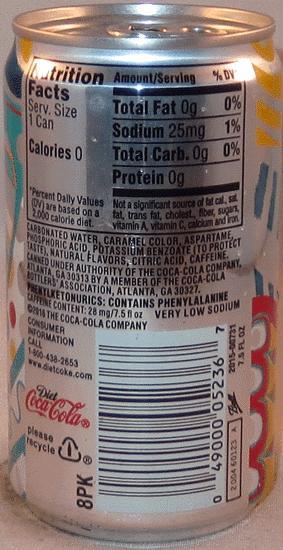 Nutrition
Facts
Serv. Size
1 Can
Calories 0
*Percent Daily Values
(DV) are based on a
2,000 calorie diet.
Amount/Serving % DV*
Total Fat 0g 0%
Sodium 25mg 1%
Total Carb. 0g 0%
Protein 0g
Not a significant source of fat cal., sat.
fat, trans fat, cholest., fiber, sugars,
vitamin A, vitamin C, calcium and iron.
CARBONATED WATER, CARAMEL COLOR, ASPARTAME,
PHOSPHORIC ACID, POTASSIUM BENZOATE (TO PROTECT
TASTE), NATURAL FLAVORS, CITRIC ACID, CAFFEINE.
CANNED UNDER AUTHORITY OF THE COCA-COLA COMPANY,
ATLANTA, GA 30313 BY A MEMBER OF THE COCA-COLA
BOTTLERS' ASSOCIATION, ATLANTA, GA 30327.
PHENYLKETONURICS: CONTAINS PHENYLALANINE
CAFFEINE CONTENT: 28 mg/7.5 fl oz VERY LOW SODIUM
©2016 THE COCA-COLA COMPANY
CONSUMER
INFORMATION
CALL
1-800-438-2653
www.dietcoke.com
Diet
Coca-Cola®
please
recycle
8PK
®
0 49000 05236 7
2015-00731
7.5 FL OZ
Ball
2004 60123 A